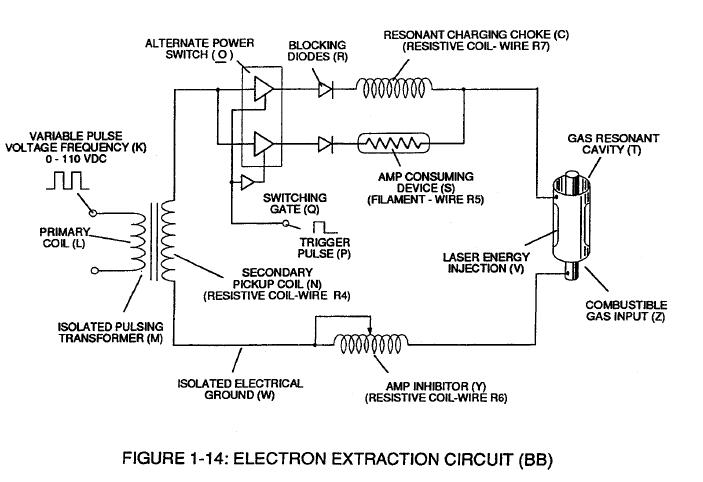 ALTERNATE POWER
SWITCH (O)
BLOCKING
DIODES (R)
RESONANT CHARGING CHOKE (C)
(RESISTIVE COIL- WIRE R7)
VARIABLE PULSE
VOLTAGE FREQUENCY (K)
0 - 110 VDC
GAS RESONANT
CAVITY (T)
AMP CONSUMING
DEVICE (S)
(FILAMENT - WIRE R5)
SWITCHING
GATE (Q)
PRIMARY
COIL (L)
TRIGGER
PULSE (P)
LASER ENERGY
INJECTION (V)
SECONDARY
PICKUP COIL (N)
(RESISTIVE COIL-WIRE R4)
COMBUSTIBLE
GAS INPUT (Z)
ISOLATED PULSING
TRANSFORMER (M)
ISOLATED ELECTRICAL
GROUND (W)
AMP INHIBITOR (Y)
(RESISTIVE COIL-WIRE R6)
FIGURE 1-14: ELECTRON EXTRACTION CIRCUIT (BB)